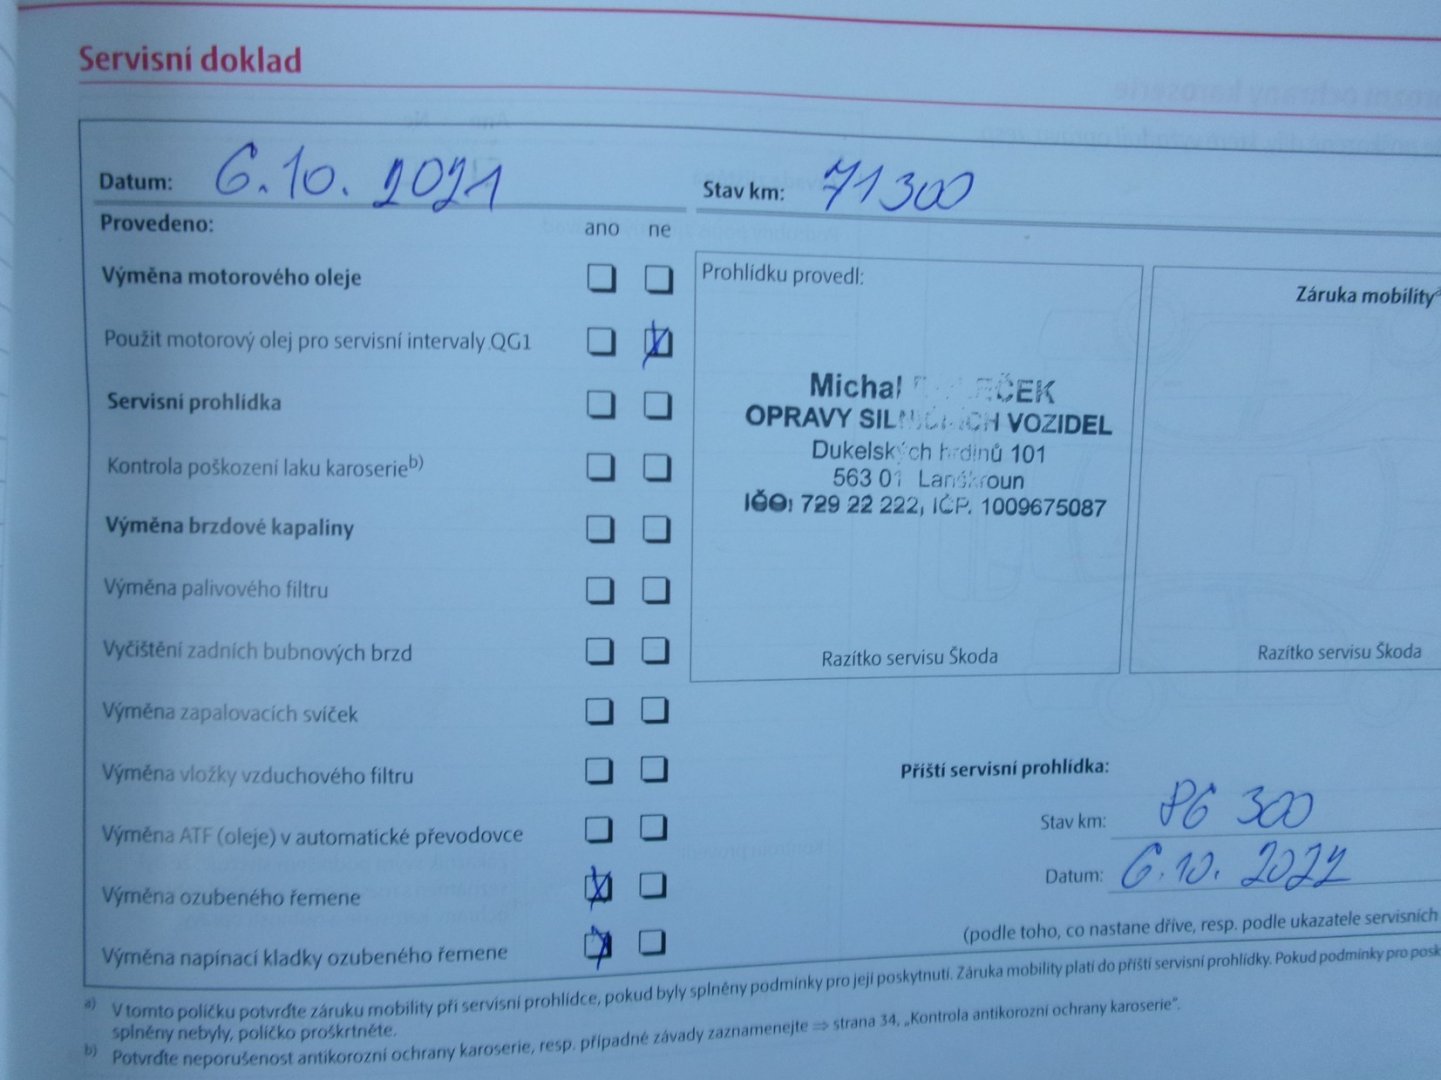 Servisní doklad
Datum: 6.10. 2021
Stav km: 71 300
Provedeno:
ano ne
Výměna motorového oleje
Použit motorový olej pro servisní intervaly QG1
Servisní prohlídka
Kontrola poškození laku karoserie b)
Výměna brzdové kapaliny
Výměna palivového filtru
Vyčištění zadních bubnových brzd
Výměna zapalovacích svíček
Výměna vložky vzduchového filtru
Výměna ATF (oleje) v automatické převodovce
Výměna ozubeného řemene
Výměna napínací kladky ozubeného řemene
Prohlídku provedl:
Michal
OPRAVY SILNIČNÍCH VOZIDEL
Dukelských hrdinů 101
563 01 Lanškroun
IČO: 729 22 222, IČP. 1009675087
Razítko servisu Škoda
Záruka mobility
Razítko servisu Škoda
Příští servisní prohlídka:
Stav km: 86 300
Datum: 6.10. 2022
(podle toho, co nastane dříve, resp. podle ukazatele servisních
a) V tomto políčku potvrďte záruku mobility při servisní prohlídce, pokud byly splněny podmínky pro její poskytnutí. Záruka mobility platí do příští servisní prohlídky. Pokud podmínky pro
splněny nebyly, políčko proškrtněte.
b) Potvrďte neporušenost antikorozní ochrany karoserie, resp. případné závady zaznamenejte ⇒ strana 34, „Kontrola antikorozní ochrany karoserie“.